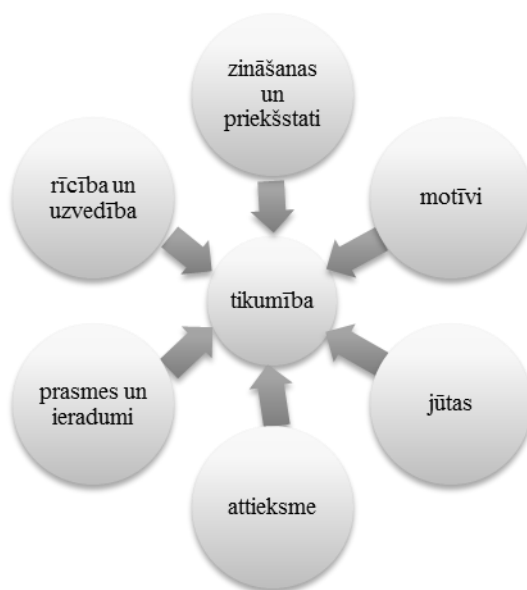 zināšanas
un
priekšstati
rīcība un
uzvedība
motīvi
tikumība
prasmes un
ieradumi
jūtas
attieksme